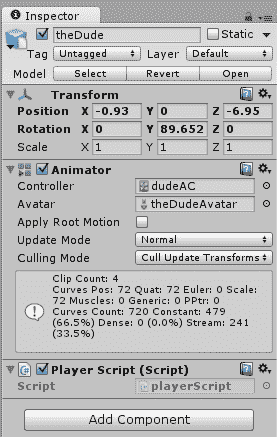 Inspector
theDude Static
Tag Untagged Layer Default
Model Select Revert Open
Transform
Position X -0.93 Y 0 Z -6.95
Rotation X 0 Y 89.652 Z 0
Scale X 1 Y 1 Z 1
Animator
Controller dudeAC
Avatar theDudeAvatar
Apply Root Motion
Update Mode Normal
Culling Mode Cull Update Transforms
Clip Count: 4
Curves Pos: 72 Quat: 72 Euler: 0 Scale:
72 Muscles: 0 Generic: 0 PPtr: 0
Curves Count: 720 Constant: 479
(66.5%) Dense: 0 (0.0%) Stream: 241
(33.5%)
Player Script (Script)
Script playerScript
Add Component